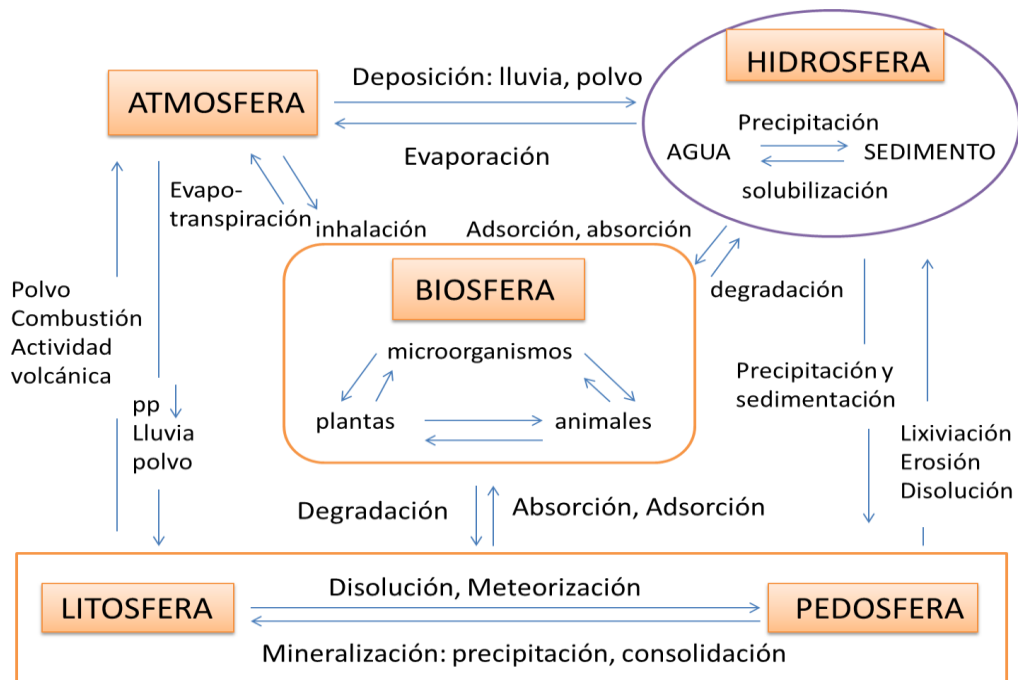 HIDROSFERA
Deposición: lluvia, polvo
ATMOSFERA
Precipitación
AGUA
SEDIMENTO
Evaporación
solubilización
Evapo-
transpiración
inhalación
Adsorción, absorción
BIOSFERA
degradación
Polvo
Combustión
Actividad
volcánica
microorganismos
plantas
animales
Precipitación y
sedimentación
pp
Lluvia
polvo
Lixiviación
Erosión
Disolución
Degradación
Absorción, Adsorción
Disolución, Meteorización
LITOSFERA
PEDOSFERA
Mineralización: precipitación, consolidación